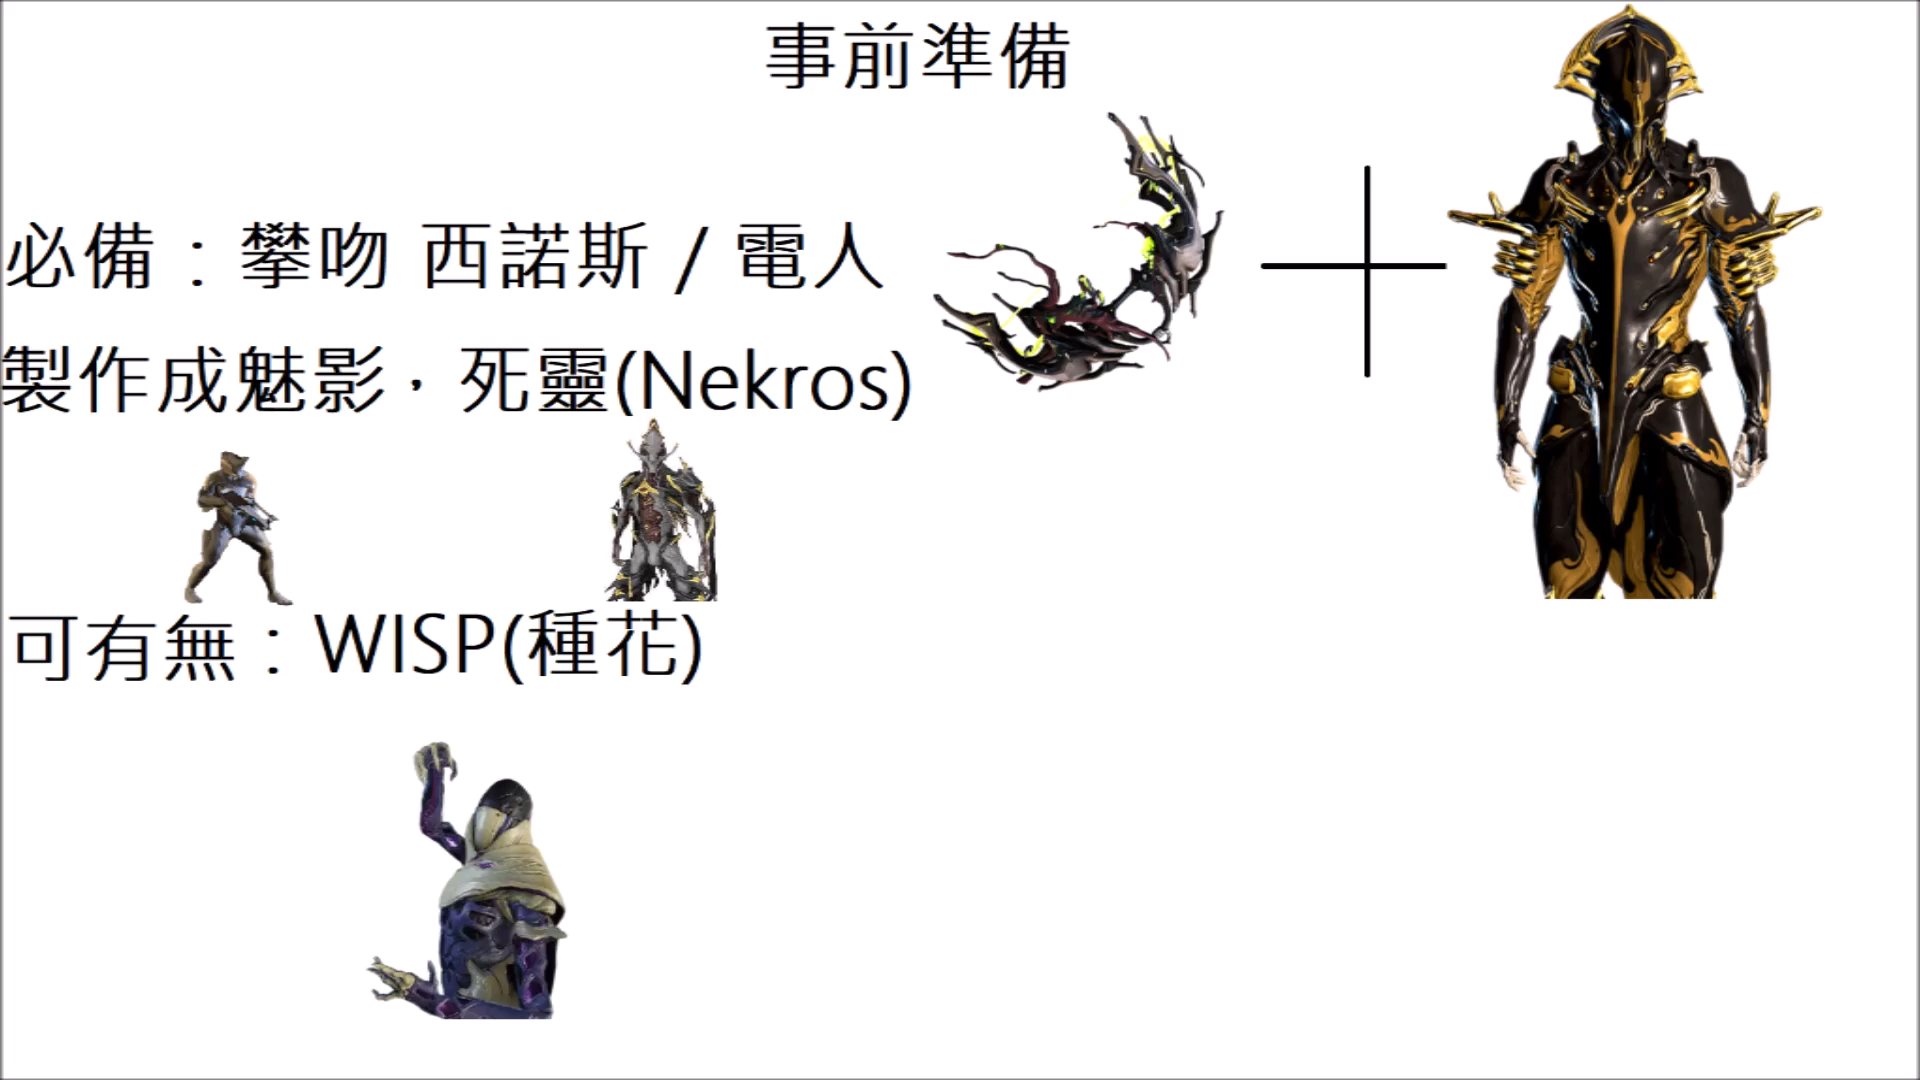 事前準備
必備：攀吻 西諾斯 / 電人
製作成魅影，死靈(Nekros)
可有無：WISP(種花)